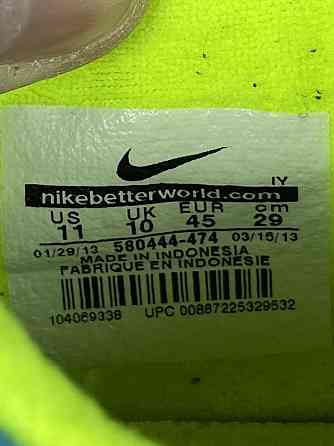 IY
nikebetterworld.com
US UK EUR cm
11 10 45 29
01/29/13 580444-474 03/15/13
MADE IN INDONESIA
FABRIQUE EN INDONESIE
104069338 UPC 00887225329532